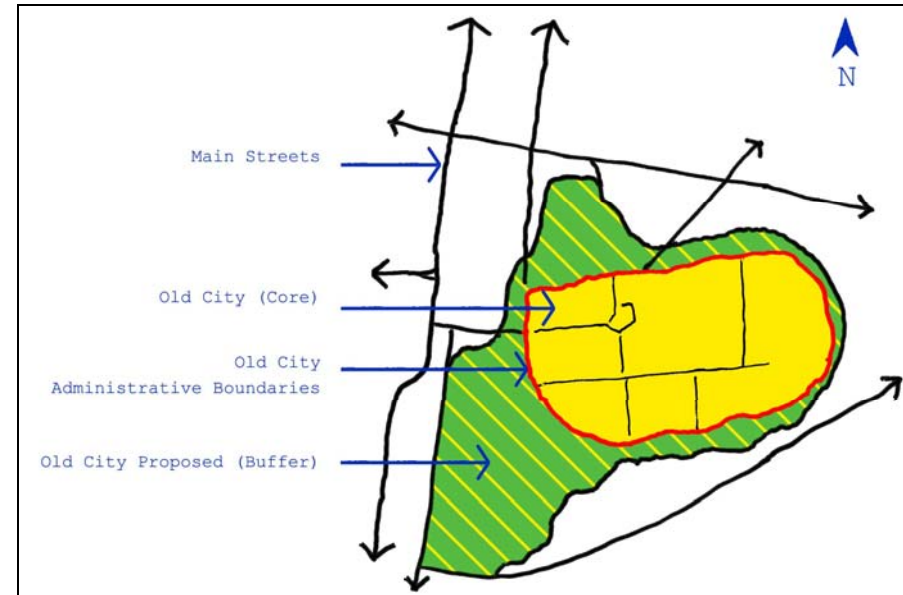 N
Main Streets
Old City (Core)
Old City
Administrative Boundaries
Old City Proposed (Buffer)